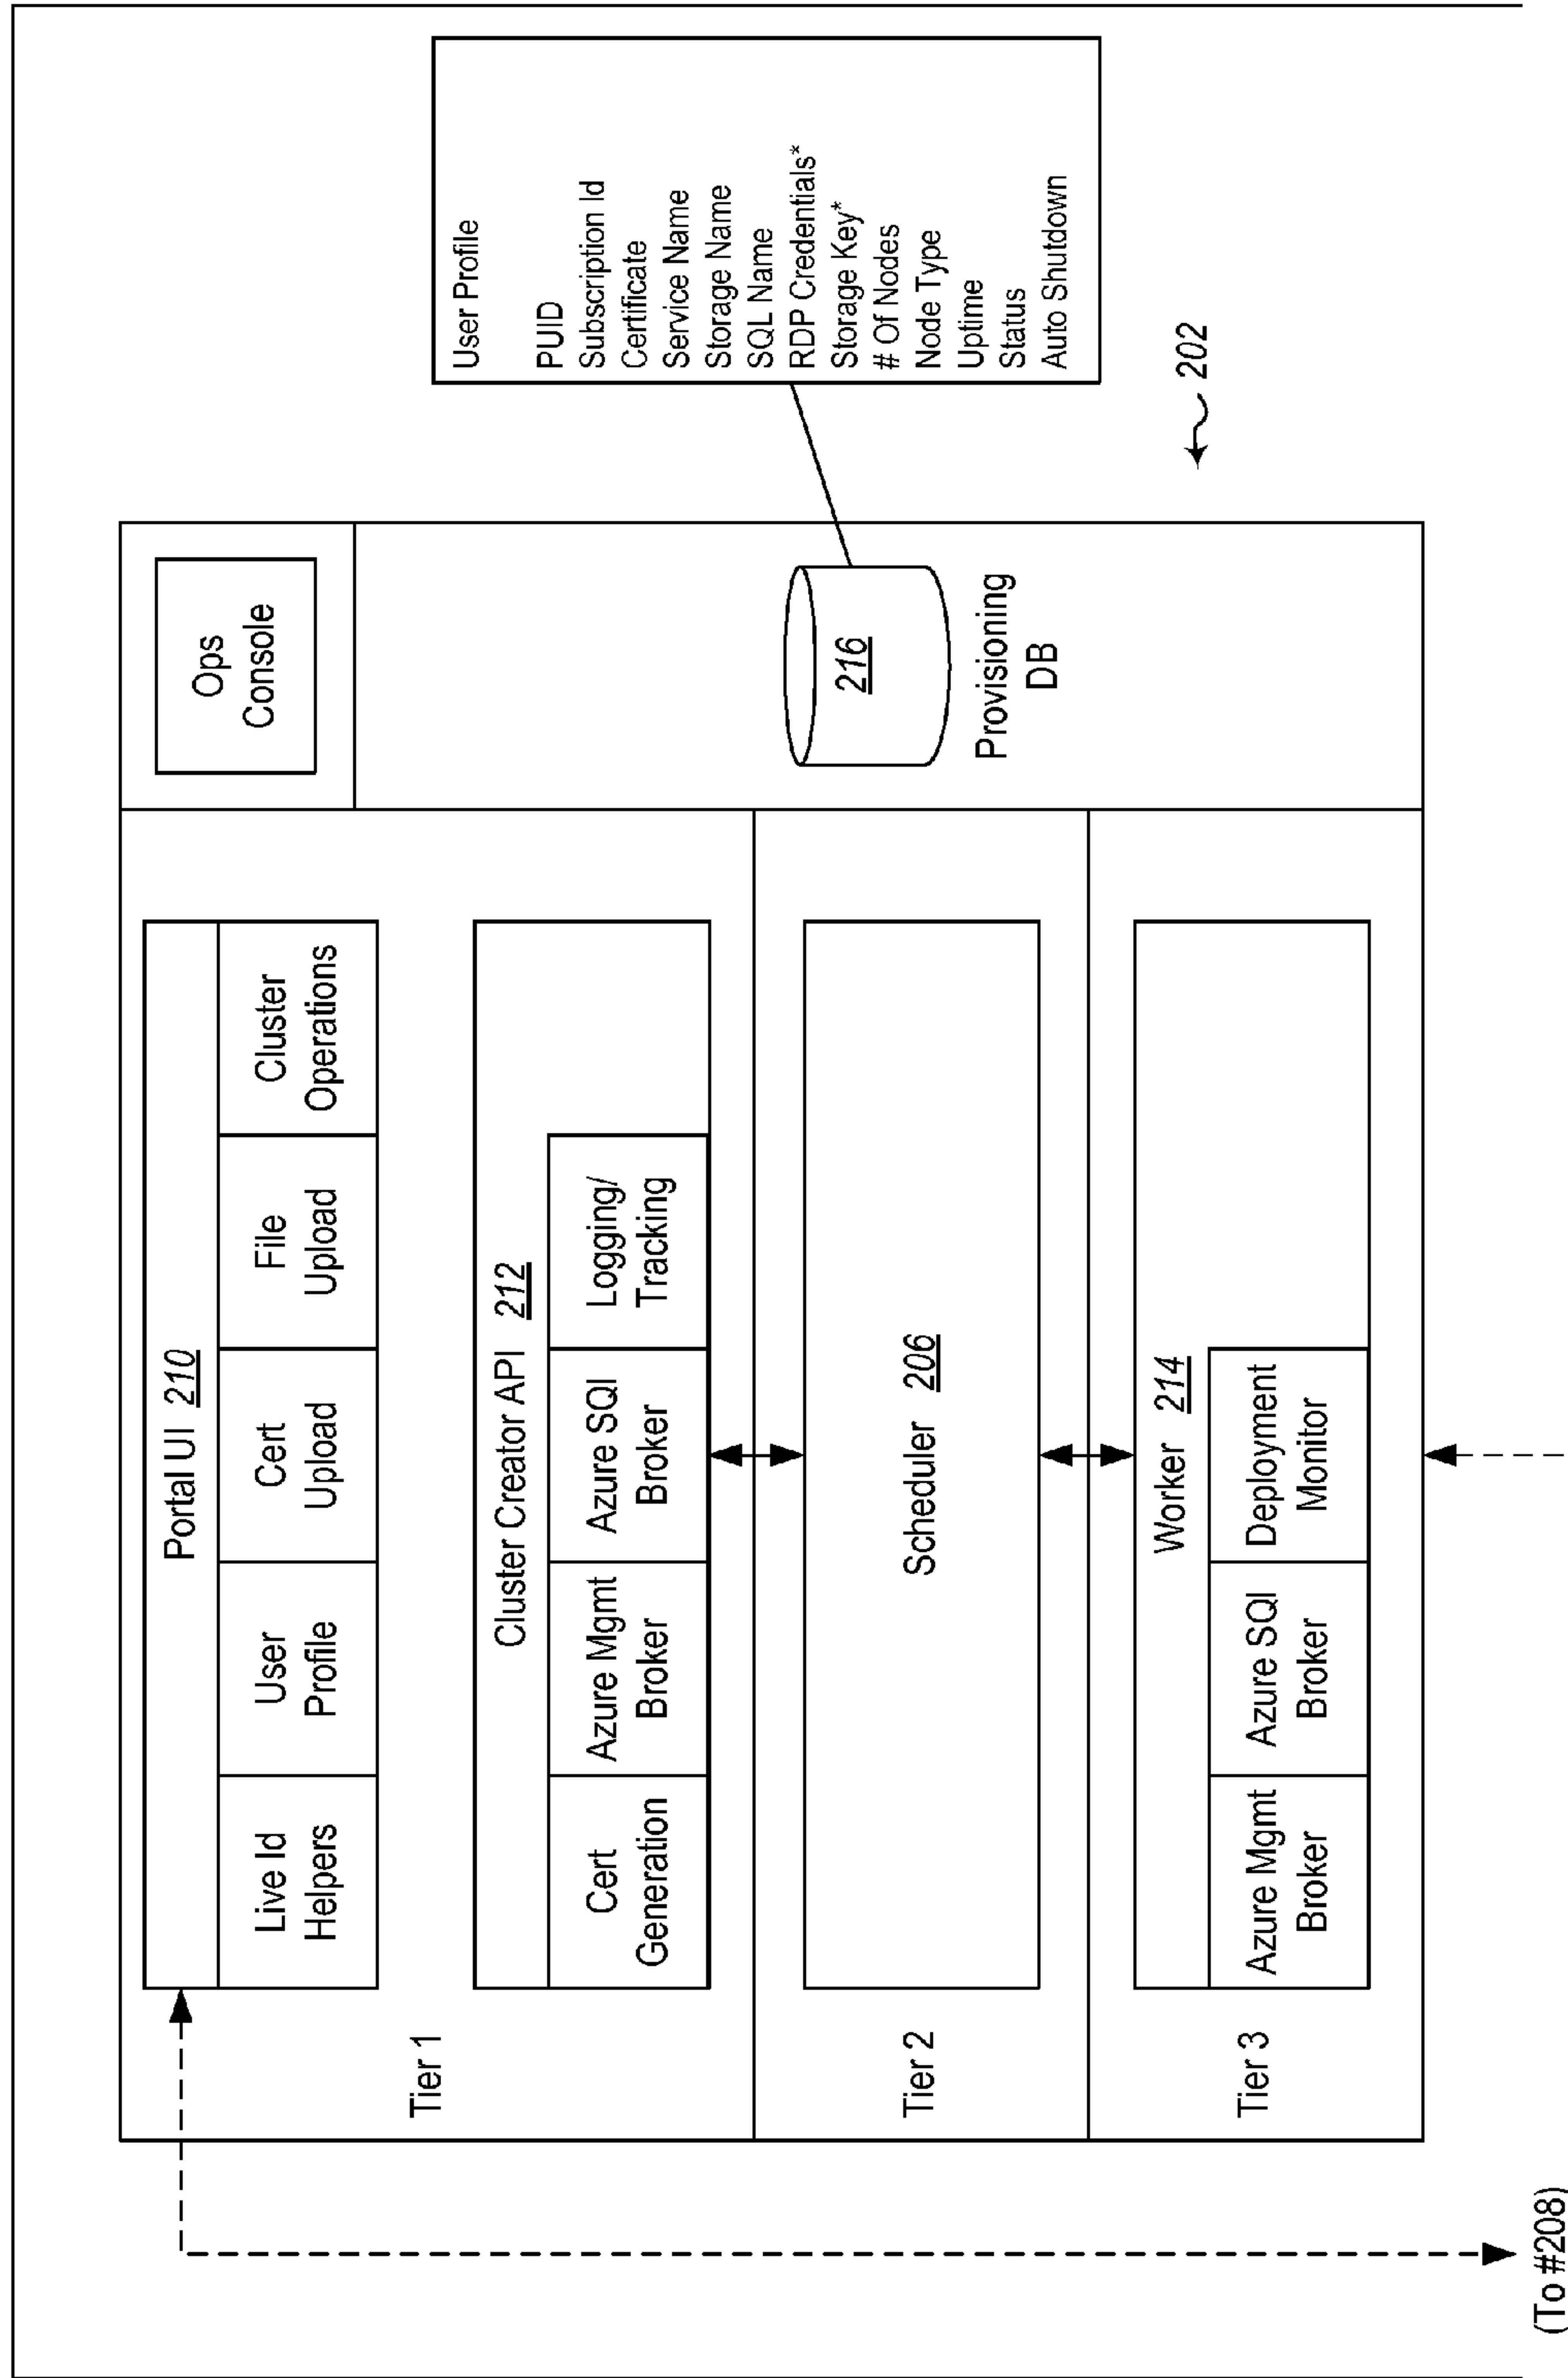 Portal UI 210
Live Id
Helpers
User
Profile
Cert
Upload
File
Upload
Cluster
Operations
Ops
Console
Tier 1
Cluster Creator API 212
Cert
Generation
Azure Mgmt
Broker
Azure SQl
Broker
Logging/
Tracking
Tier 2
Scheduler 206
Tier 3
Worker 214
Azure Mgmt
Broker
Azure SQl
Broker
Deployment
Monitor
216
Provisioning
DB
User Profile
PUID
Subscription Id
Certificate
Service Name
Storage Name
SQL Name
RDP Credentials*
Storage Key*
# Of Nodes
Node Type
Uptime
Status
Auto Shutdown
202
(To #208)